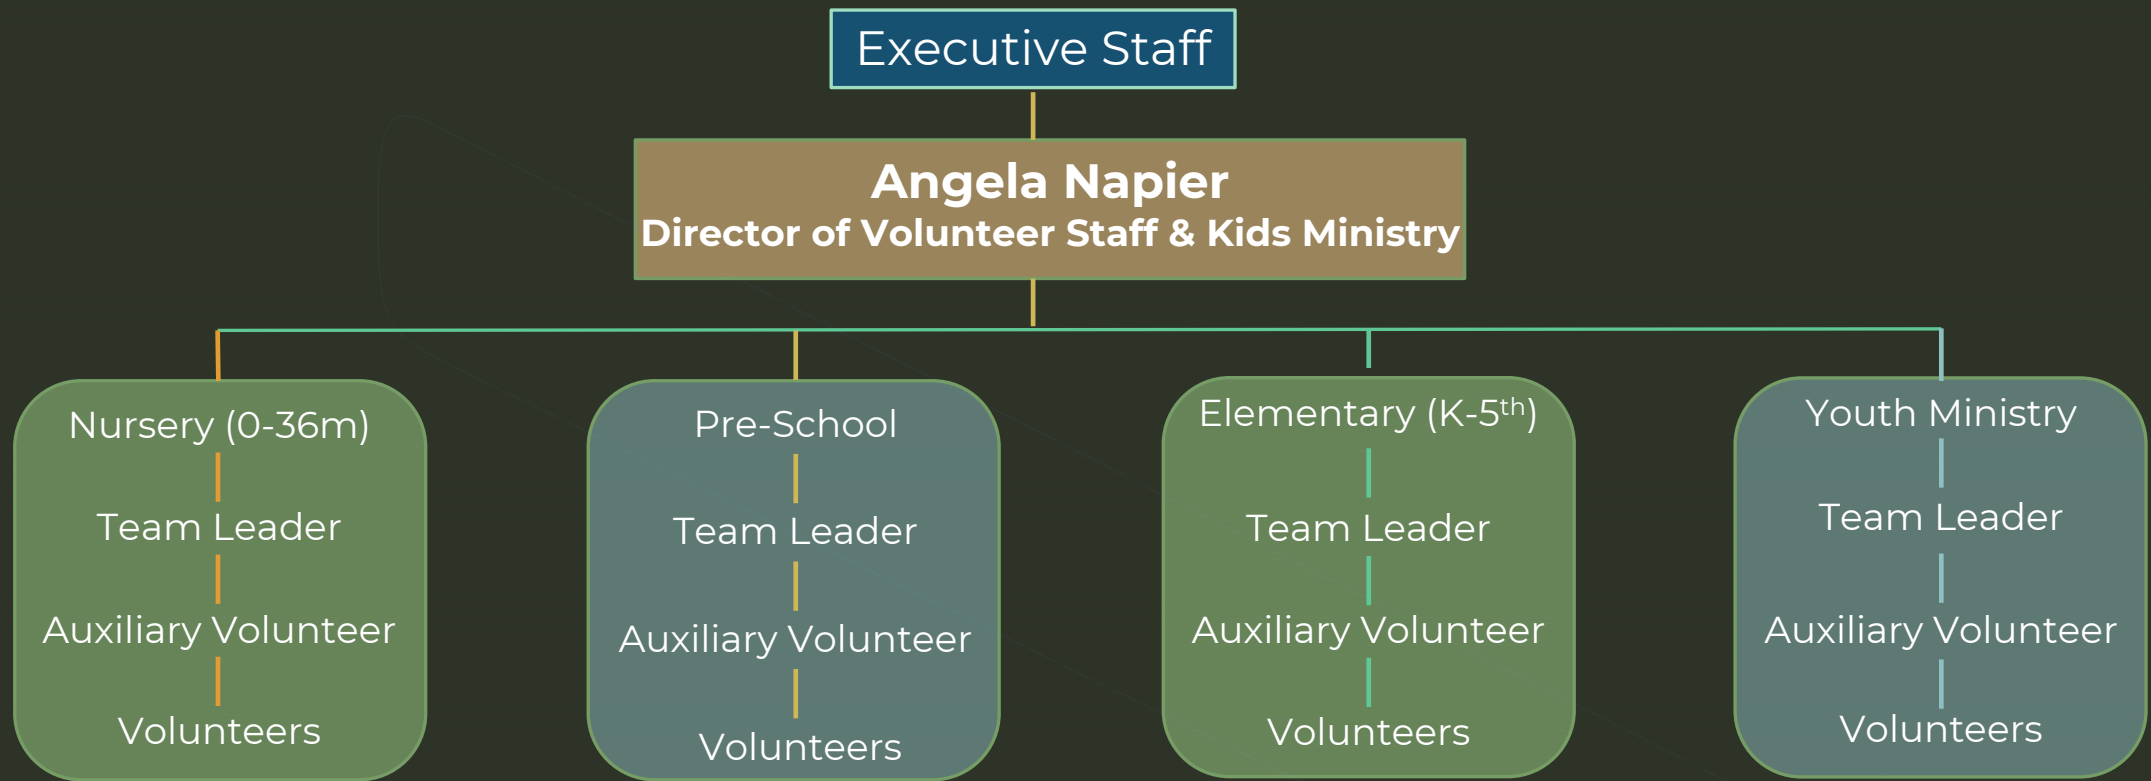 Executive Staff
Angela Napier
Director of Volunteer Staff & Kids Ministry
Nursery (0-36m)
Team Leader
Auxiliary Volunteer
Volunteers
Pre-School
Team Leader
Auxiliary Volunteer
Volunteers
Elementary (K-5th)
Team Leader
Auxiliary Volunteer
Volunteers
Youth Ministry
Team Leader
Auxiliary Volunteer
Volunteers